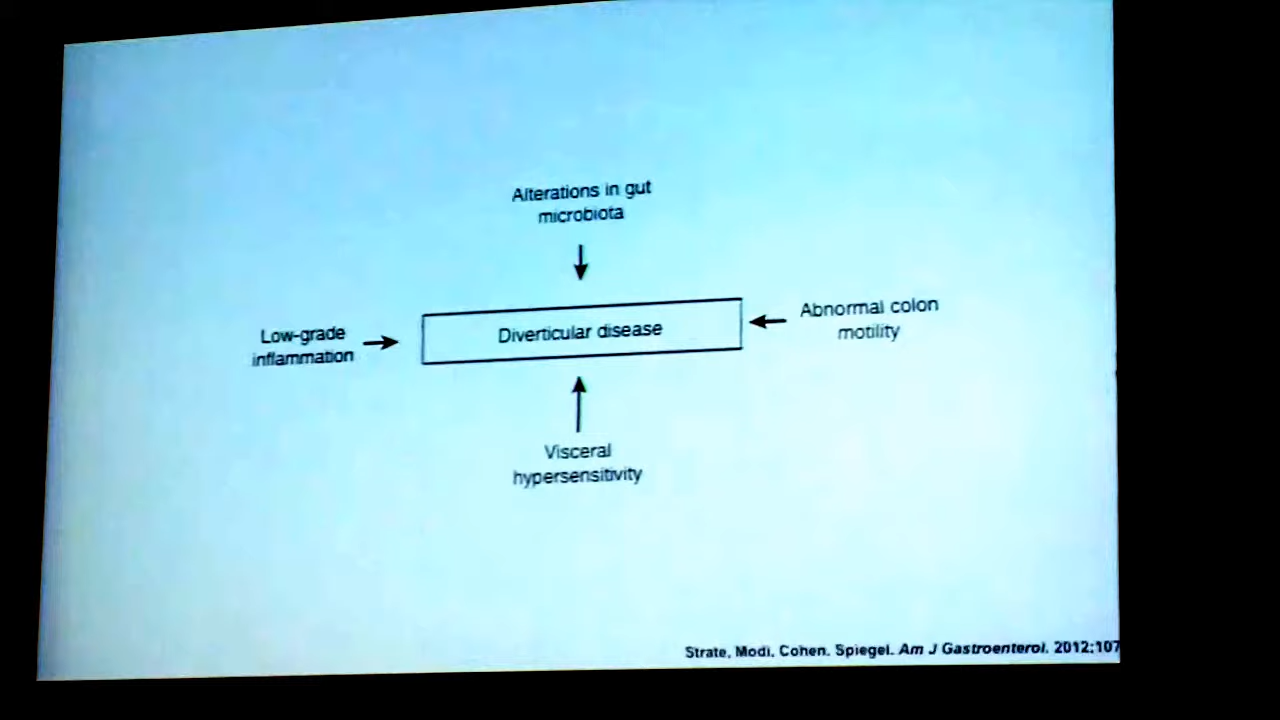 Alterations in gut
microbiota
Low-grade
inflammation
Diverticular disease
Abnormal colon
motility
Visceral
hypersensitivity
Strate, Modi, Cohen, Spiegel. Am J Gastroenterol. 2012;107